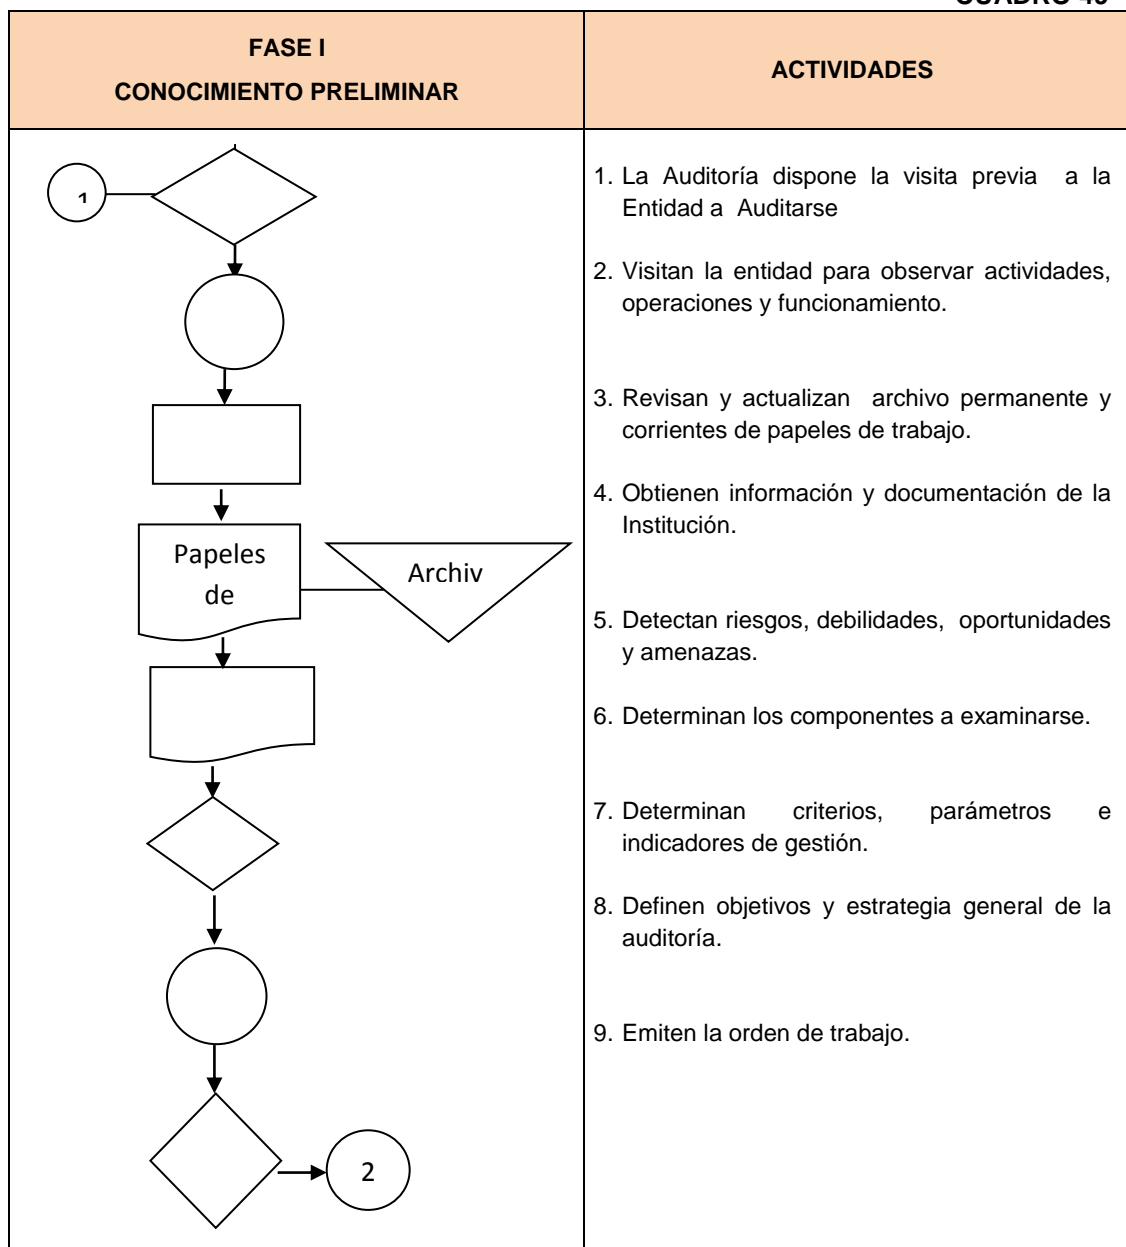 FASE I
CONOCIMIENTO PRELIMINAR
ACTIVIDADES
1
Papeles
de
Archiv
2
1. La Auditoría dispone la visita previa a la
Entidad a Auditarse
2. Visitan la entidad para observar actividades,
operaciones y funcionamiento.
3. Revisan y actualizan archivo permanente y
corrientes de papeles de trabajo.
4. Obtienen información y documentación de la
Institución.
5. Detectan riesgos, debilidades, oportunidades
y amenazas.
6. Determinan los componentes a examinarse.
7. Determinan criterios, parámetros e
indicadores de gestión.
8. Definen objetivos y estrategia general de la
auditoría.
9. Emiten la orden de trabajo.